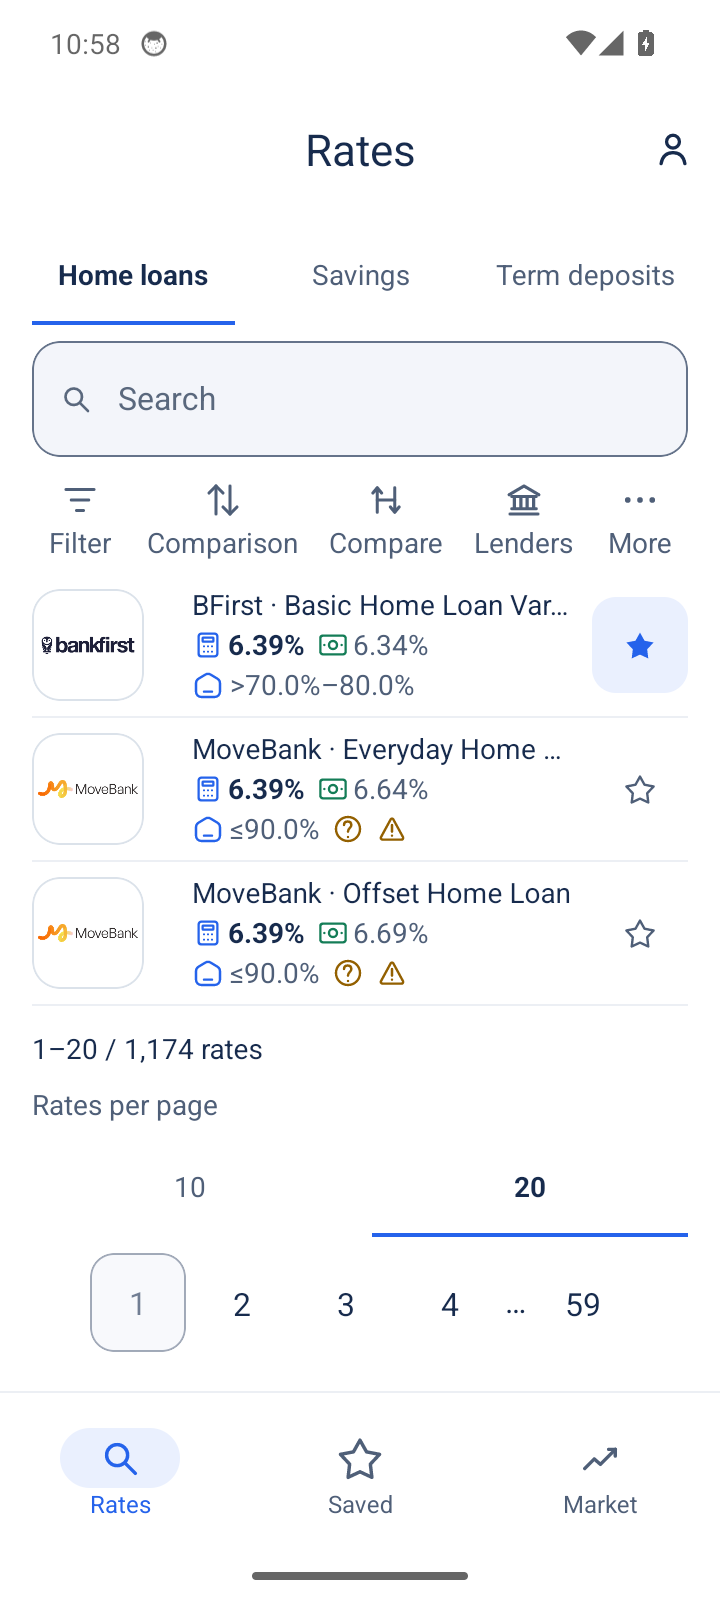 10:58
Rates
Home loans Savings Term deposits
Search
Filter Comparison Compare Lenders More
bankfirst
BFirst · Basic Home Loan Var...
6.39% 6.34%
>70.0%–80.0%
MoveBank
MoveBank · Everyday Home ...
6.39% 6.64%
≤90.0%
MoveBank
MoveBank · Offset Home Loan
6.39% 6.69%
≤90.0%
1–20 / 1,174 rates
Rates per page
10 20
1 2 3 4 ... 59
Rates Saved Market